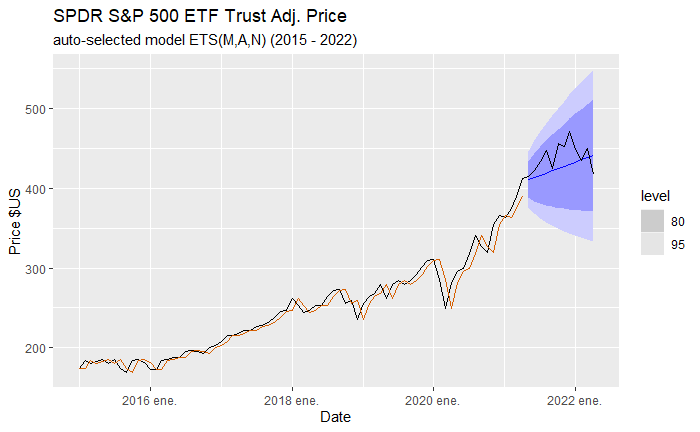 SPDR S&P 500 ETF Trust Adj. Price
auto-selected model ETS(M,A,N) (2015 - 2022)
500
400
300
200
Price $US
2016 ene.
2018 ene.
2020 ene.
2022 ene.
Date
level
80
95